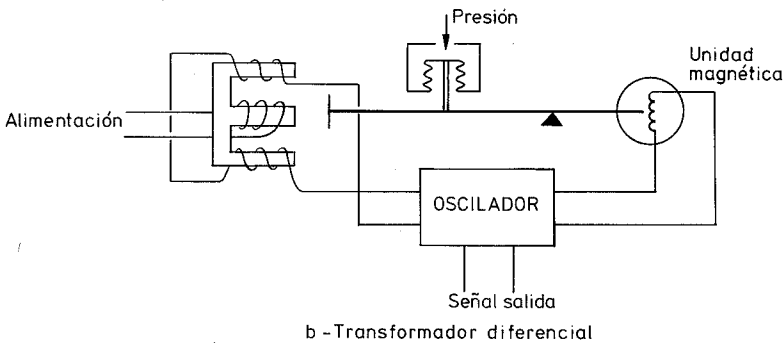 Presión
Unidad
magnética
Alimentación
OSCILADOR
Señal salida
b - Transformador diferencial